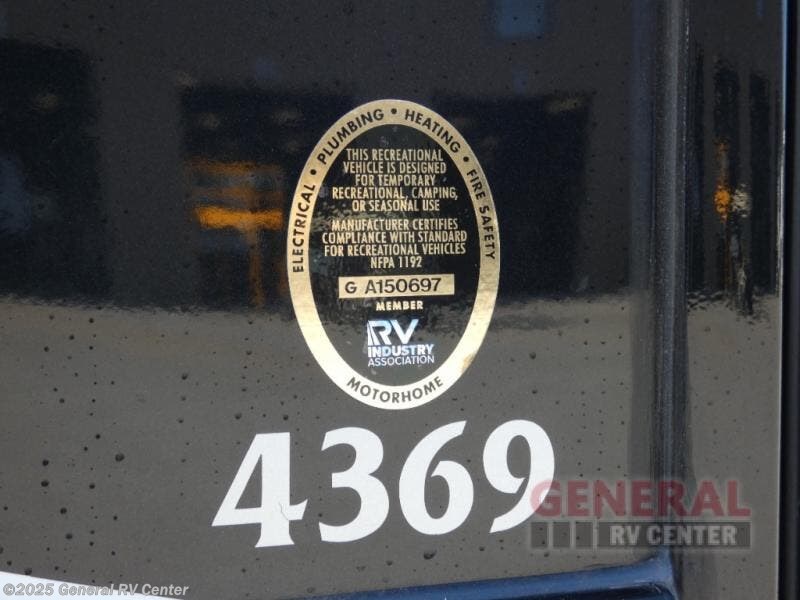 ELECTRICAL • PLUMBING • HEATING • FIRE SAFETY
THIS RECREATIONAL
VEHICLE IS DESIGNED
FOR TEMPORARY
RECREATIONAL, CAMPING,
OR SEASONAL USE
MANUFACTURER CERTIFIES
COMPLIANCE WITH STANDARD
FOR RECREATIONAL VEHICLES
NFPA 1192
G A150697
MEMBER
RV
INDUSTRY
ASSOCIATION
MOTORHOME
4369
GENERAL
RV CENTER
©2025 General RV Center